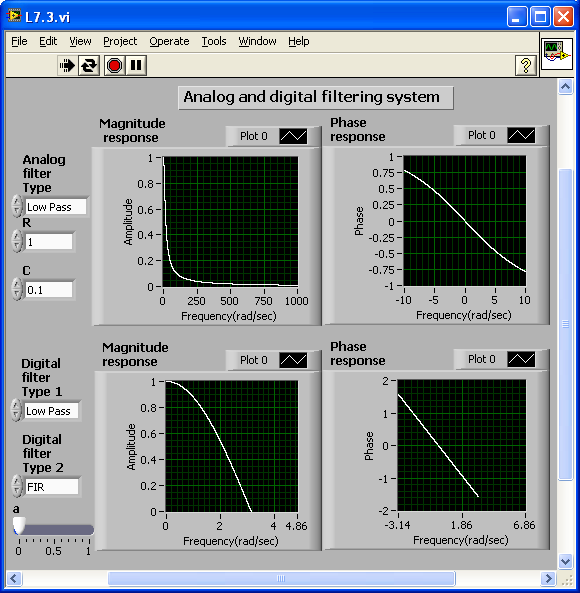 L7.3.vi
File Edit View Project Operate Tools Window Help
?
Analog and digital filtering system
Magnitude response
Plot 0
Phase response
Plot 0
Analog filter Type
Low Pass
R
1
C
0.1
Amplitude
1
0.8
0.6
0.4
0.2
0
0 250 500 750 1000
Frequency(rad/sec)
Phase
1
0.75
0.5
0.25
0
-0.25
-0.5
-0.75
-1
-10 -5 0 5 10
Frequency(rad/sec)
Magnitude response
Plot 0
Phase response
Plot 0
Digital filter Type 1
Low Pass
Digital filter Type 2
FIR
a
0 0.5 1
Amplitude
1
0.8
0.6
0.4
0.2
0
0 2 4 4.86
Frequency(rad/sec)
Phase
2
1
0
-1
-2
-3.14 1.86 6.86
Frequency(rad/sec)